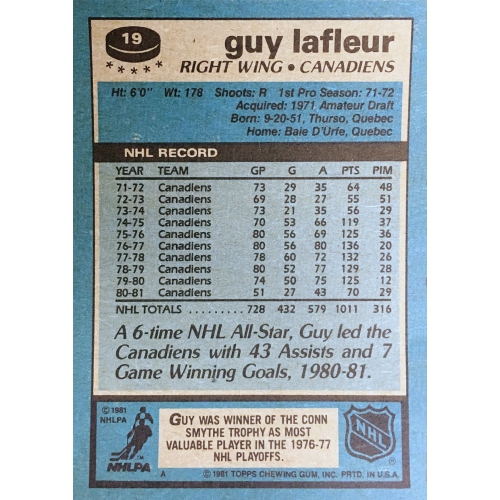 19
guy lafleur
RIGHT WING • CANADIENS
Ht: 6'0" Wt: 178 Shoots: R 1st Pro Season: 71-72
Acquired: 1971 Amateur Draft
Born: 9-20-51, Thurso, Quebec
Home: Baie D'Urfe, Quebec
NHL RECORD
YEAR TEAM GP G A PTS PIM
71-72 Canadiens 73 29 35 64 48
72-73 Canadiens 69 28 27 55 51
73-74 Canadiens 73 21 35 56 29
74-75 Canadiens 70 53 66 119 37
75-76 Canadiens 80 56 69 125 36
76-77 Canadiens 80 56 80 136 20
77-78 Canadiens 78 60 72 132 26
78-79 Canadiens 80 52 77 129 28
79-80 Canadiens 74 50 75 125 12
80-81 Canadiens 51 27 43 70 29
NHL TOTALS ......... 728 432 579 1011 316
A 6-time NHL All-Star, Guy led the
Canadiens with 43 Assists and 7
Game Winning Goals, 1980-81.
© 1981
NHLPA
NHLPA
GUY WAS WINNER OF THE CONN
SMYTHE TROPHY AS MOST
VALUABLE PLAYER IN THE 1976-77
NHL PLAYOFFS.
NHL
A © 1981 TOPPS CHEWING GUM, INC. PRTD. IN U.S.A.